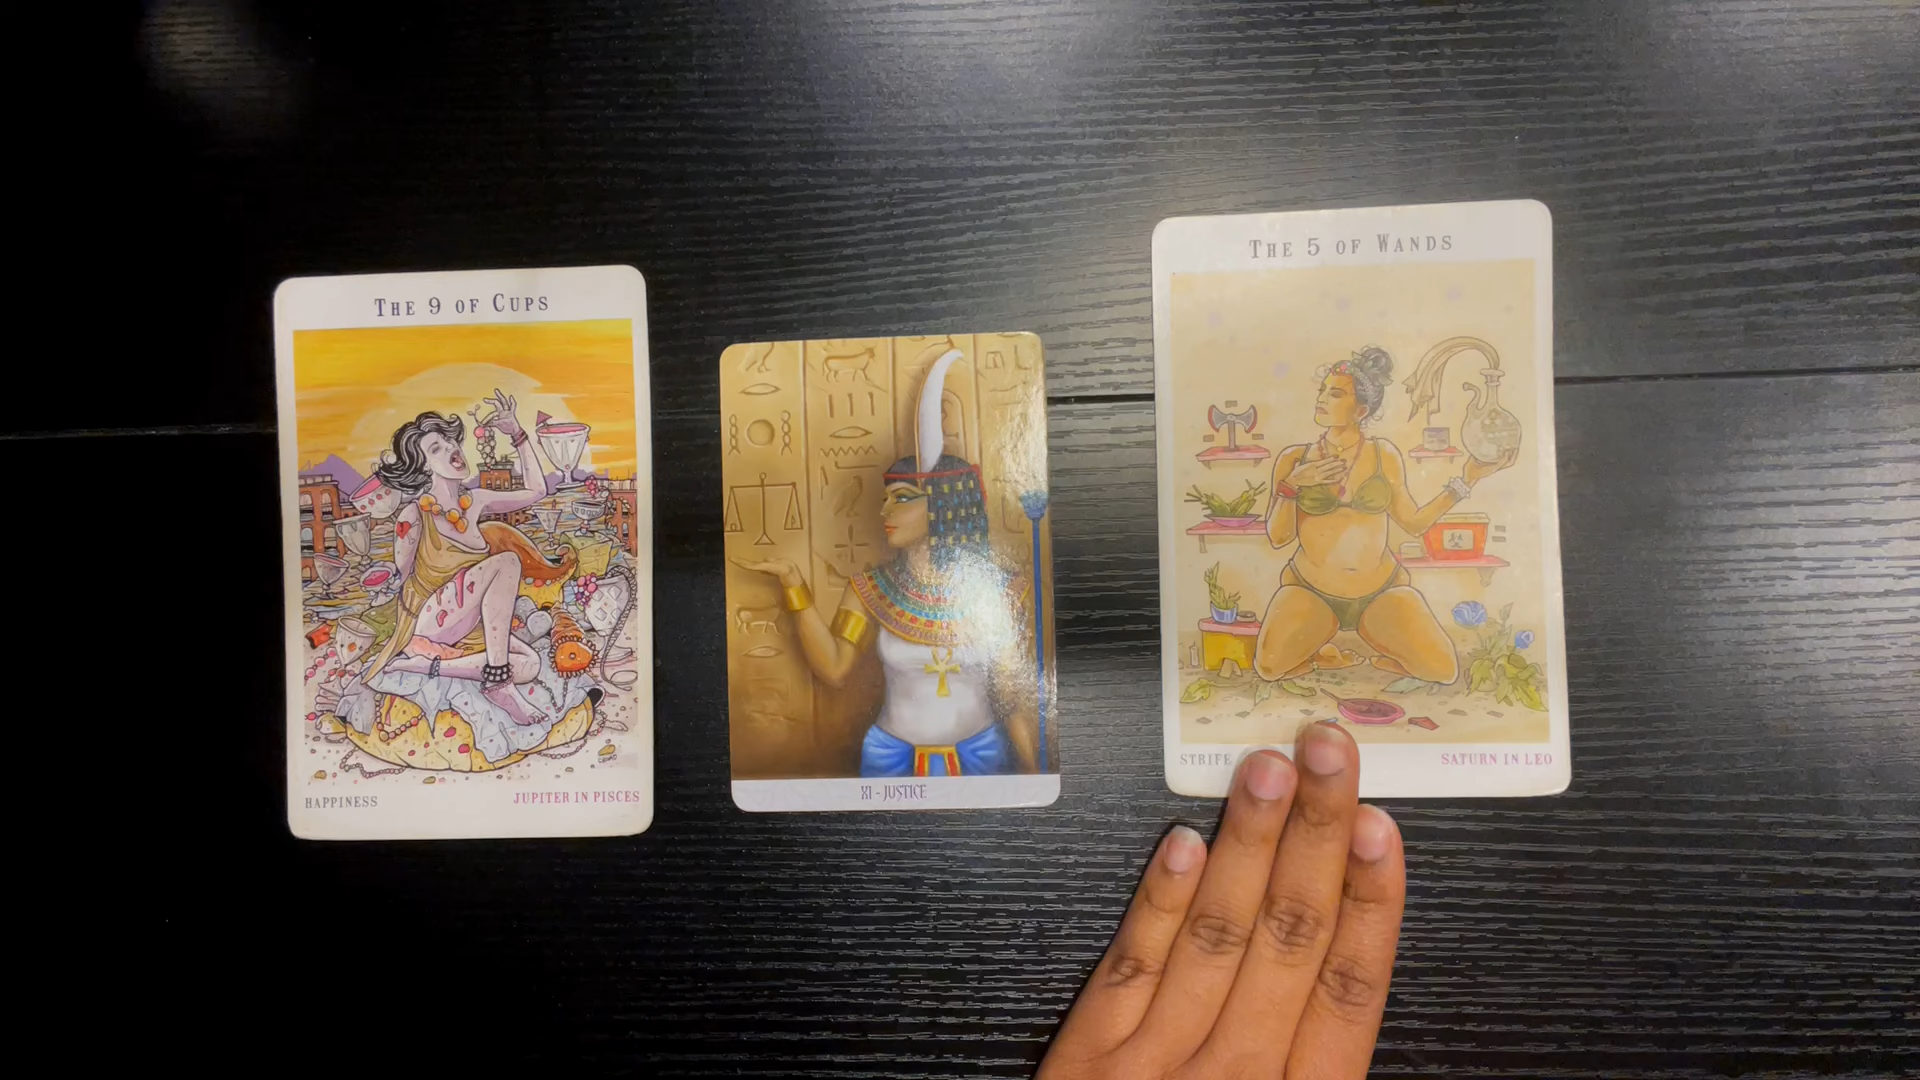 The 9 of Cups
HAPPINESS
JUPITER IN PISCES
XI - JUSTICE
The 5 of Wands
STRIFE
SATURN IN LEO